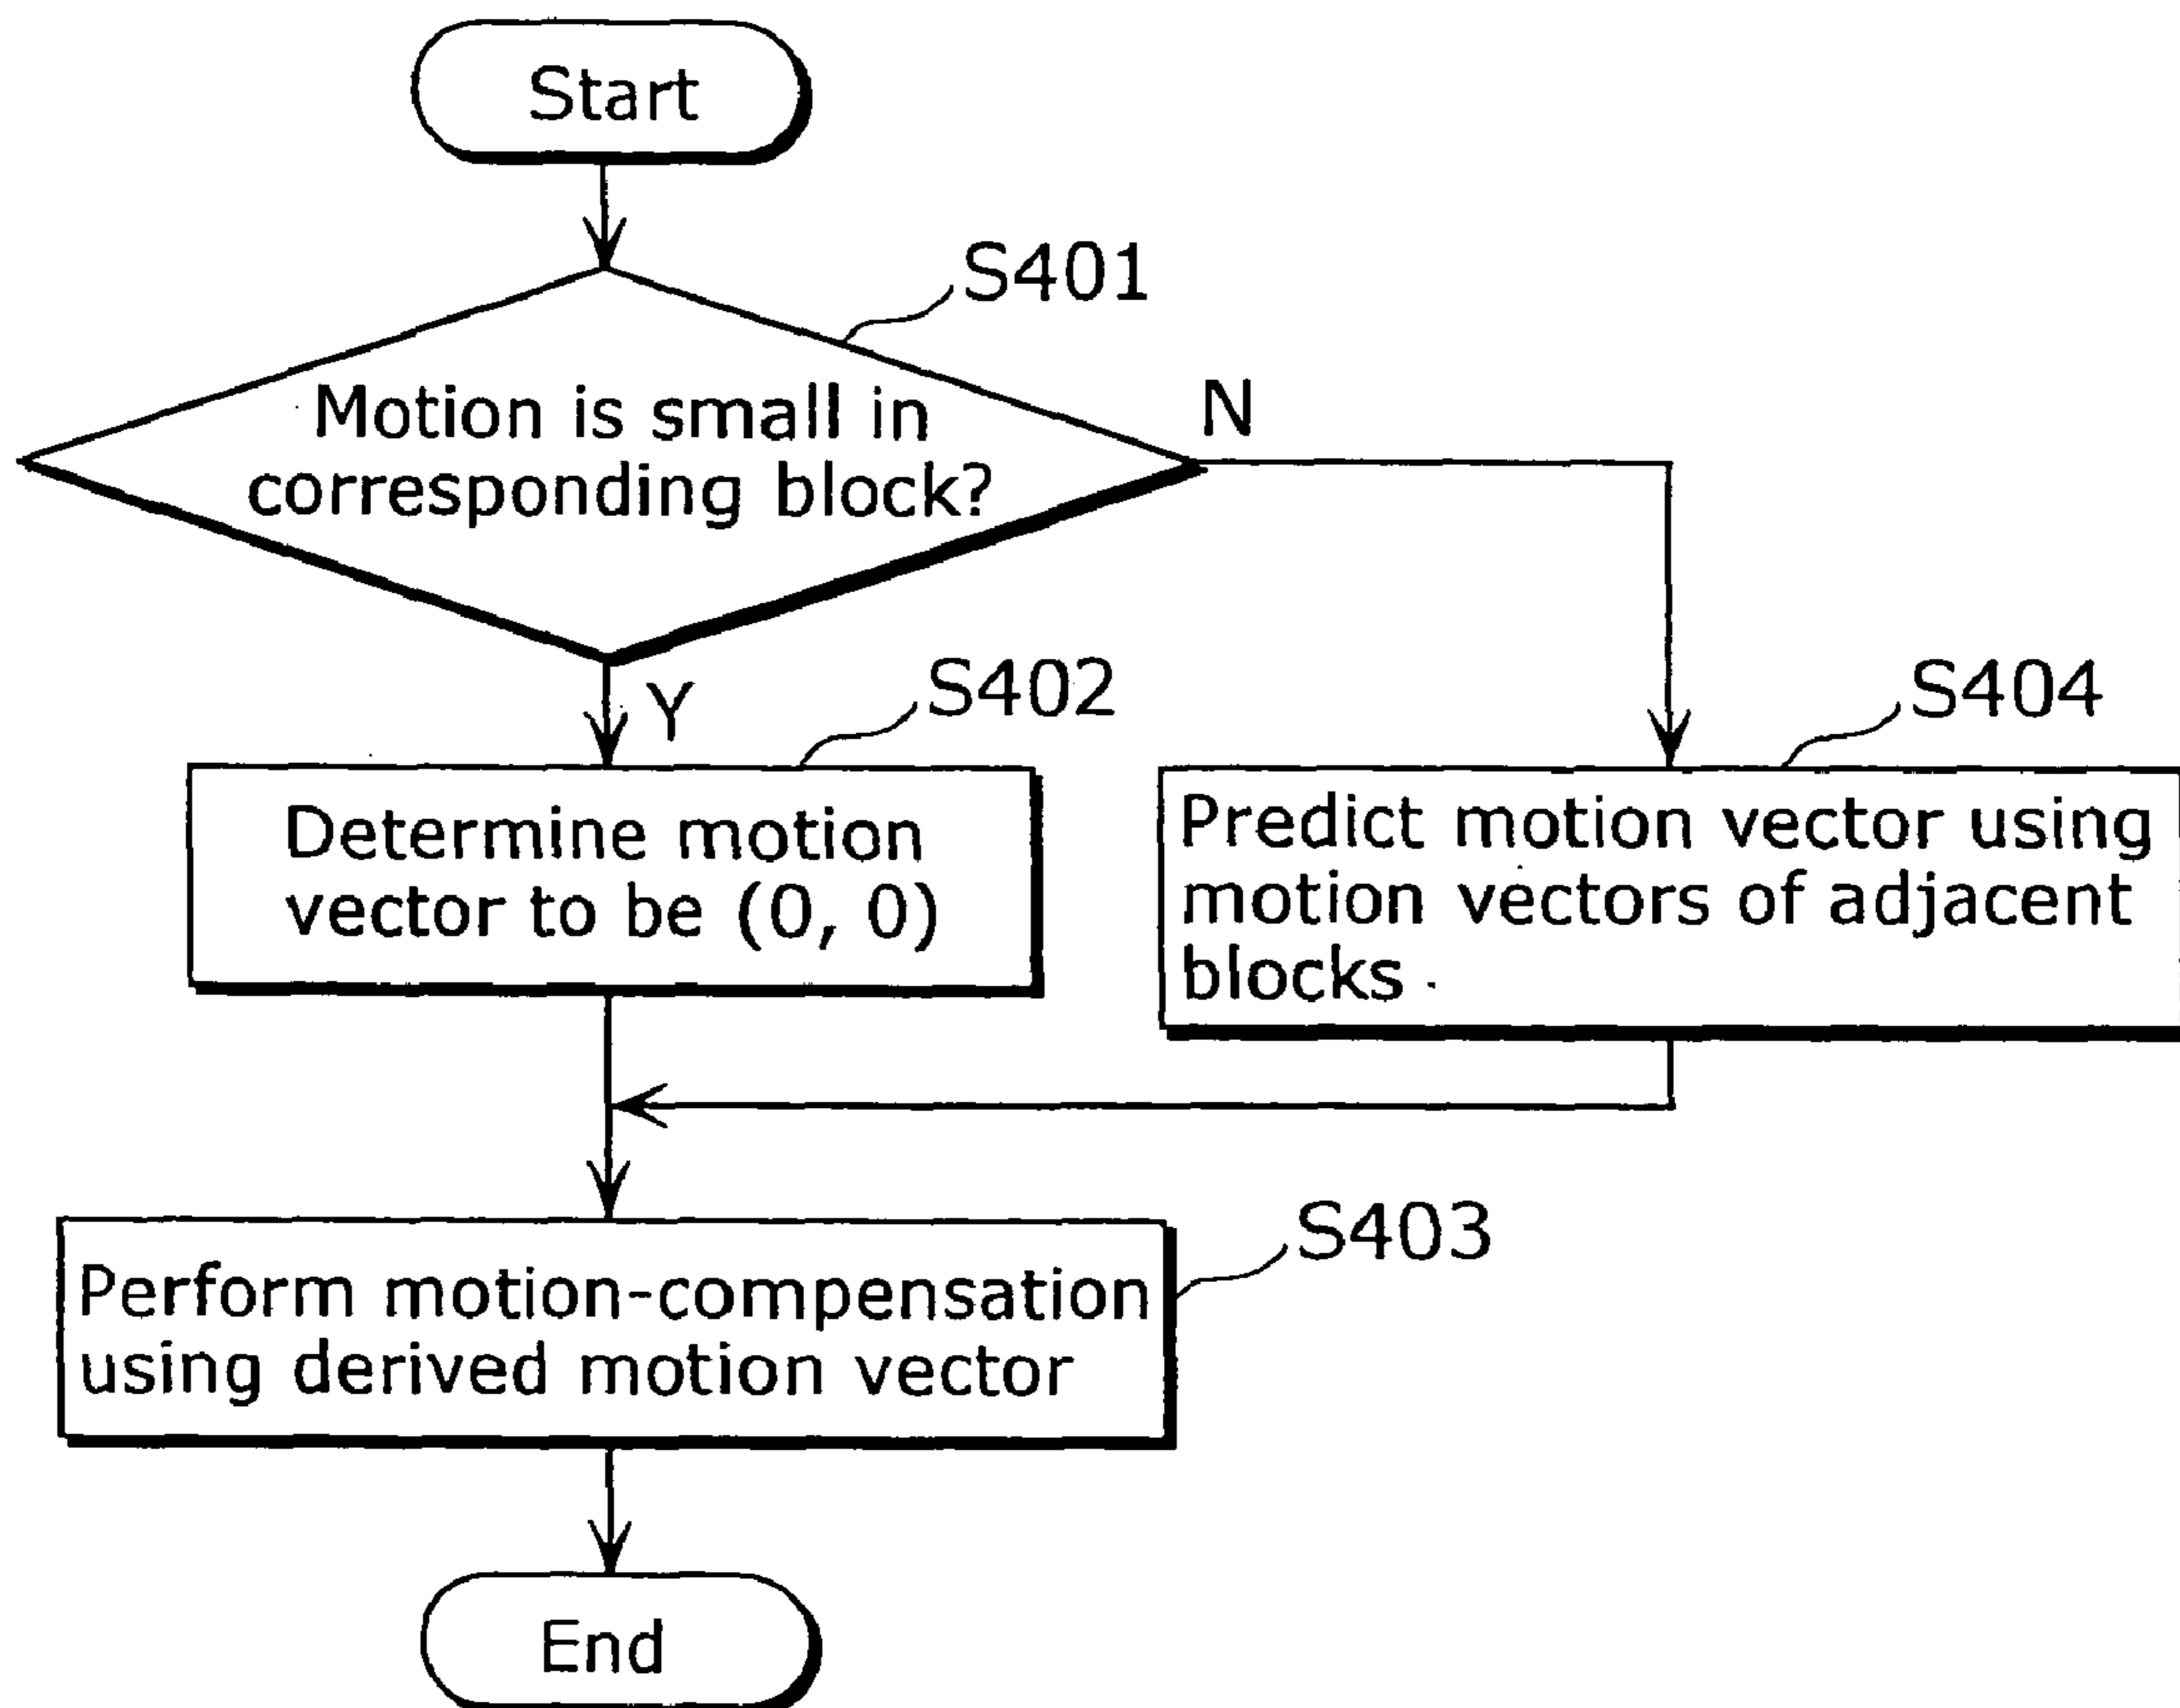 Start
S401
Motion is small in
corresponding block?
N
Y
S402
S404
Determine motion
vector to be (0, 0)
Predict motion vector using
motion vectors of adjacent
blocks
S403
Perform motion-compensation
using derived motion vector
End